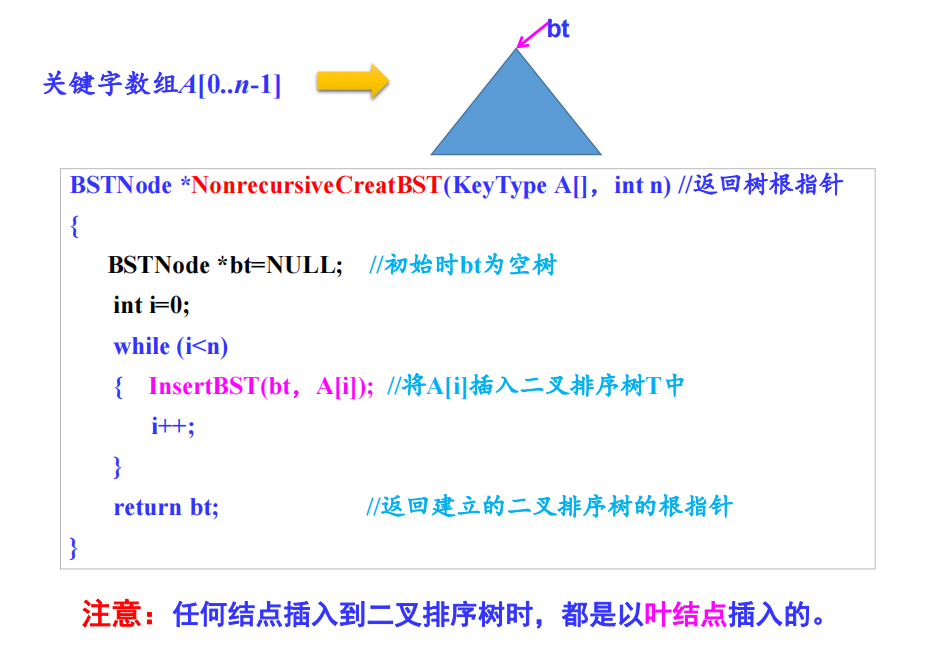 bt
关键字数组A[0..n-1]
BSTNode *NonrecursiveCreatBST(KeyType A[]，int n) //返回树根指针
{
BSTNode *bt=NULL; //初始时bt为空树
int i=0;
while (i<n)
{ InsertBST(bt，A[i]); //将A[i]插入二叉排序树T中
i++;
}
return bt; //返回建立的二叉排序树的根指针
}
注意：任何结点插入到二叉排序树时，都是以叶结点插入的。